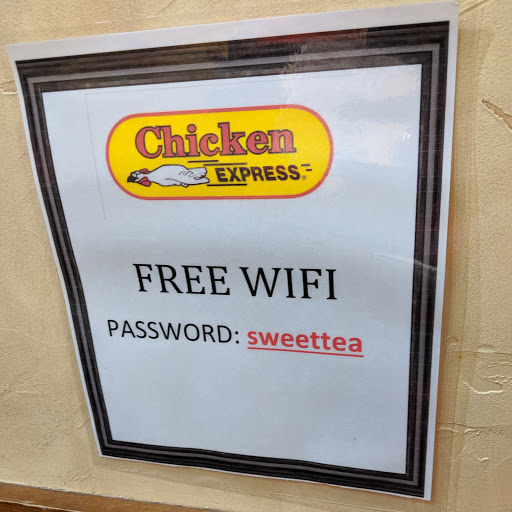 Chicken
EXPRESS
FREE WIFI
PASSWORD: sweettea